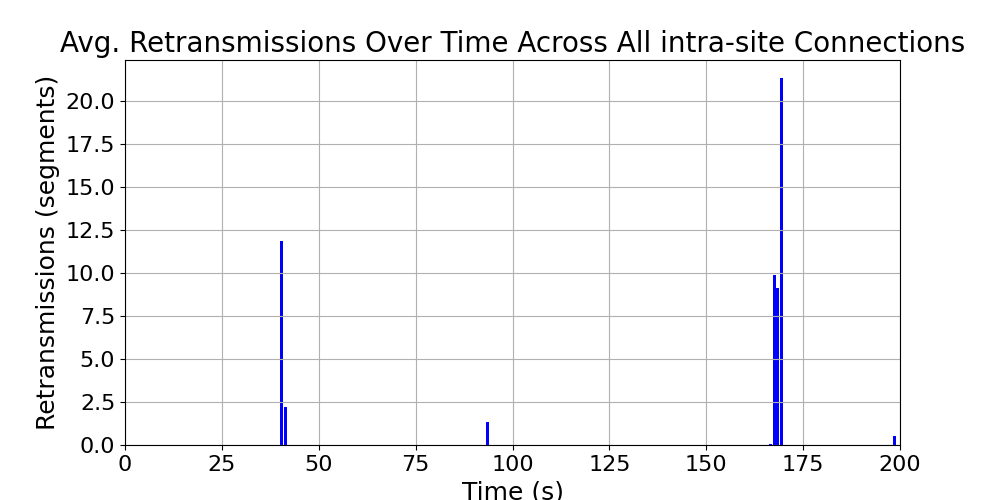 Avg. Retransmissions Over Time Across All intra-site Connections
Retransmissions (segments)
20.0
17.5
15.0
12.5
10.0
7.5
5.0
2.5
0.0
0 25 50 75 100 125 150 175 200
Time (s)